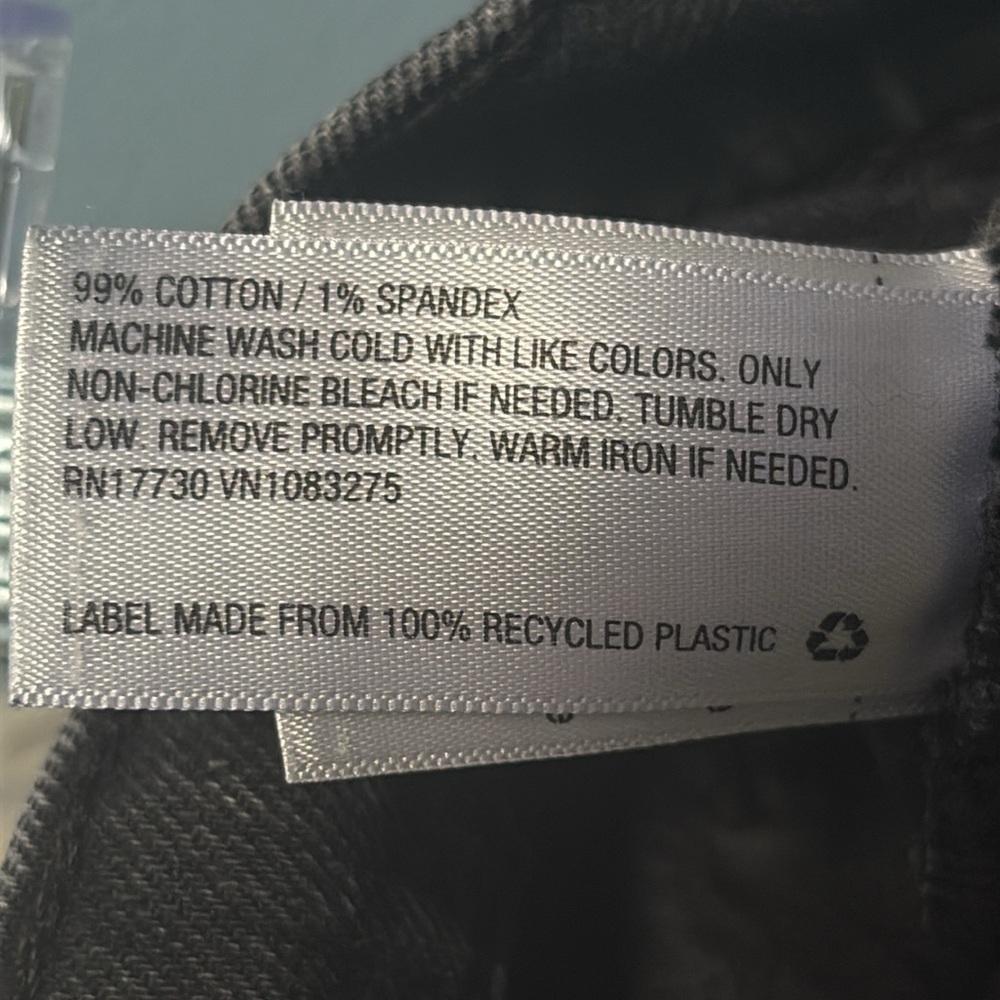 99% COTTON / 1% SPANDEX
MACHINE WASH COLD WITH LIKE COLORS. ONLY
NON-CHLORINE BLEACH IF NEEDED. TUMBLE DRY
LOW. REMOVE PROMPTLY. WARM IRON IF NEEDED.
RN17730 VN1083275
LABEL MADE FROM 100% RECYCLED PLASTIC